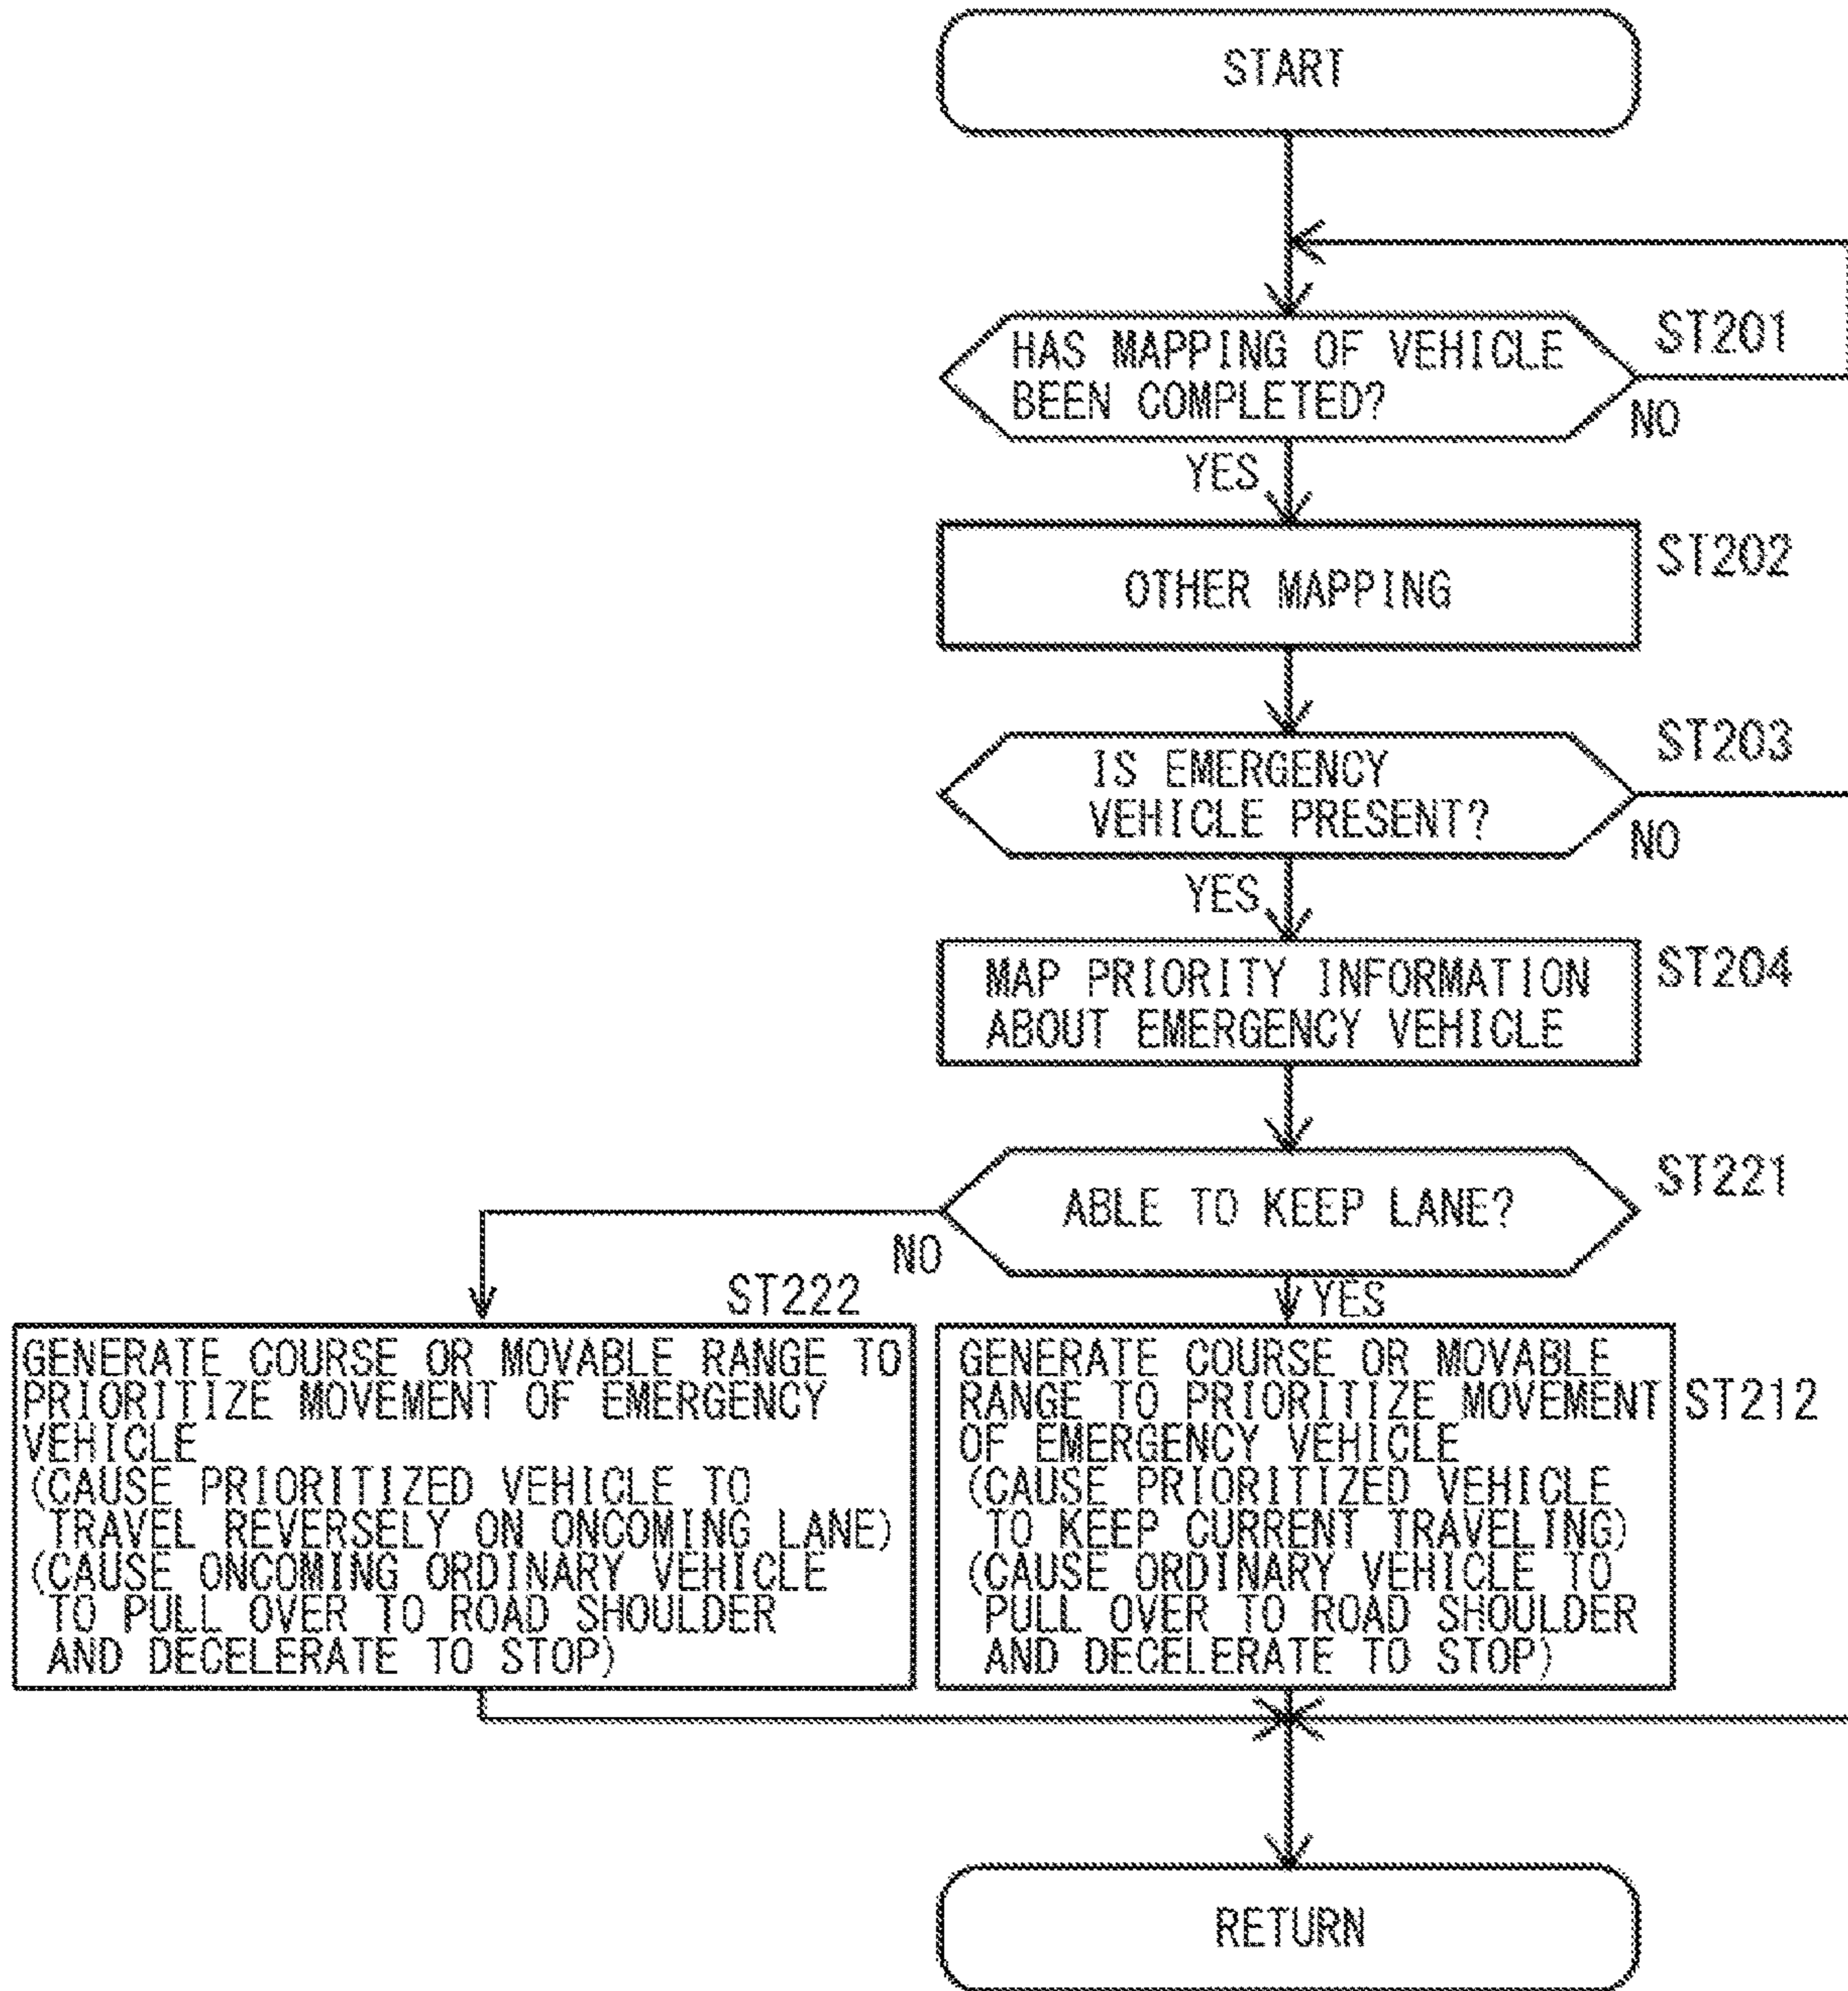 START
HAS MAPPING OF VEHICLE
BEEN COMPLETED?
ST201
NO
YES
OTHER MAPPING
ST202
IS EMERGENCY
VEHICLE PRESENT?
ST203
NO
YES
MAP PRIORITY INFORMATION
ABOUT EMERGENCY VEHICLE
ST204
ABLE TO KEEP LANE?
ST221
NO
YES
ST222
GENERATE COURSE OR MOVABLE RANGE TO
PRIORITIZE MOVEMENT OF EMERGENCY
VEHICLE
(CAUSE PRIORITIZED VEHICLE TO
TRAVEL REVERSELY ON ONCOMING LANE)
(CAUSE ONCOMING ORDINARY VEHICLE
TO PULL OVER TO ROAD SHOULDER
AND DECELERATE TO STOP)
GENERATE COURSE OR MOVABLE
RANGE TO PRIORITIZE MOVEMENT
OF EMERGENCY VEHICLE
(CAUSE PRIORITIZED VEHICLE
TO KEEP CURRENT TRAVELING)
(CAUSE ORDINARY VEHICLE TO
PULL OVER TO ROAD SHOULDER
AND DECELERATE TO STOP)
ST212
RETURN